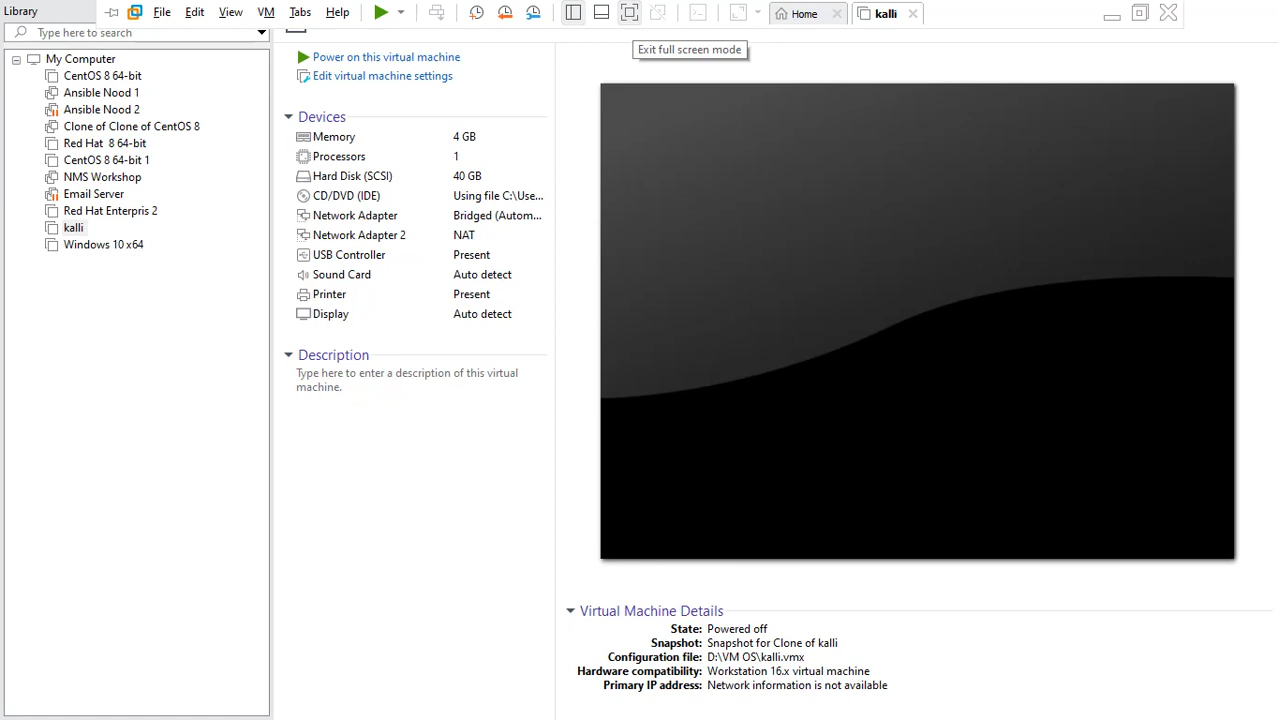 Library
File Edit View VM Tabs Help
Home
kalli
Type here to search
Exit full screen mode
My Computer
CentOS 8 64-bit
Ansible Nood 1
Ansible Nood 2
Clone of Clone of CentOS 8
Red Hat  8 64-bit
CentOS 8 64-bit 1
NMS Workshop
Email Server
Red Hat Enterpris 2
kalli
Windows 10 x64
Power on this virtual machine
Edit virtual machine settings
Devices
Memory 4 GB
Processors 1
Hard Disk (SCSI) 40 GB
CD/DVD (IDE) Using file C:\Use...
Network Adapter Bridged (Autom...
Network Adapter 2 NAT
USB Controller Present
Sound Card Auto detect
Printer Present
Display Auto detect
Description
Type here to enter a description of this virtual
machine.
Virtual Machine Details
State: Powered off
Snapshot: Snapshot for Clone of kalli
Configuration file: D:\VM OS\kalli.vmx
Hardware compatibility: Workstation 16.x virtual machine
Primary IP address: Network information is not available